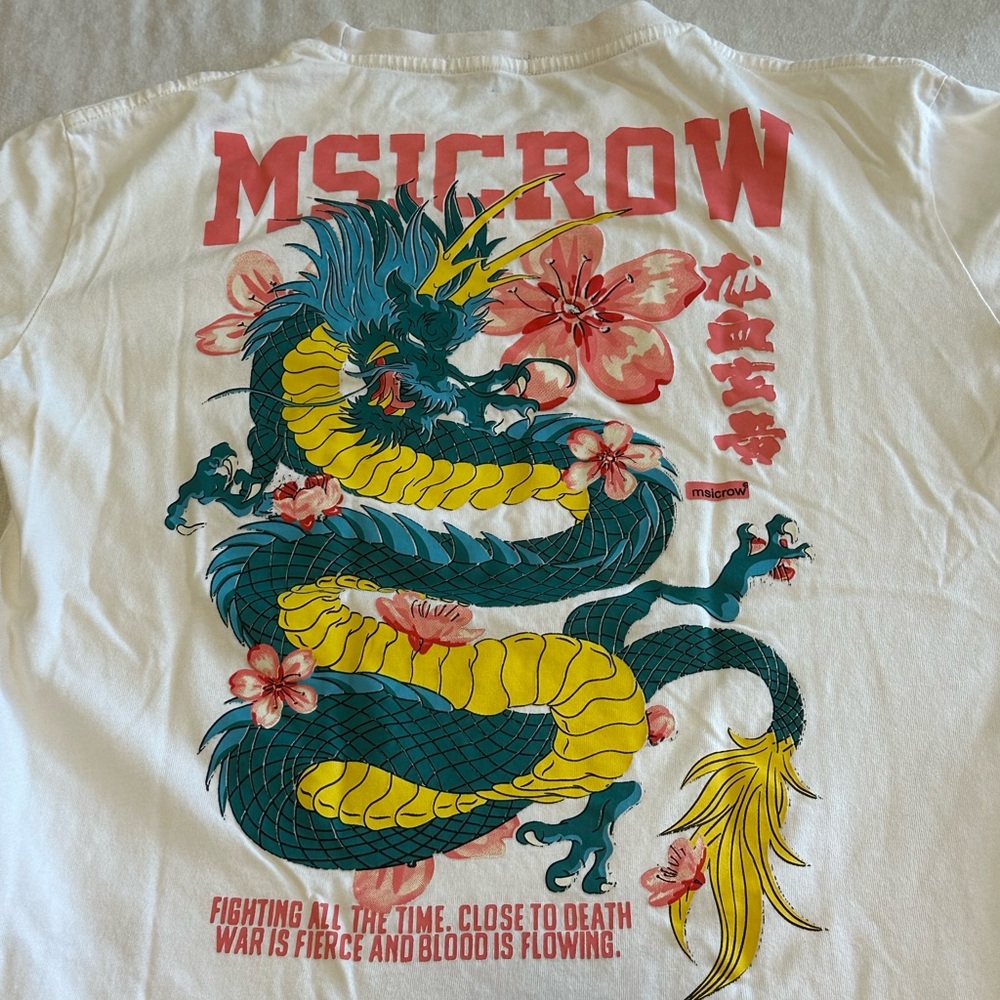 MSICROW
龙血玄黄
msicrow®
FIGHTING ALL THE TIME. CLOSE TO DEATH
WAR IS FIERCE AND BLOOD IS FLOWING.